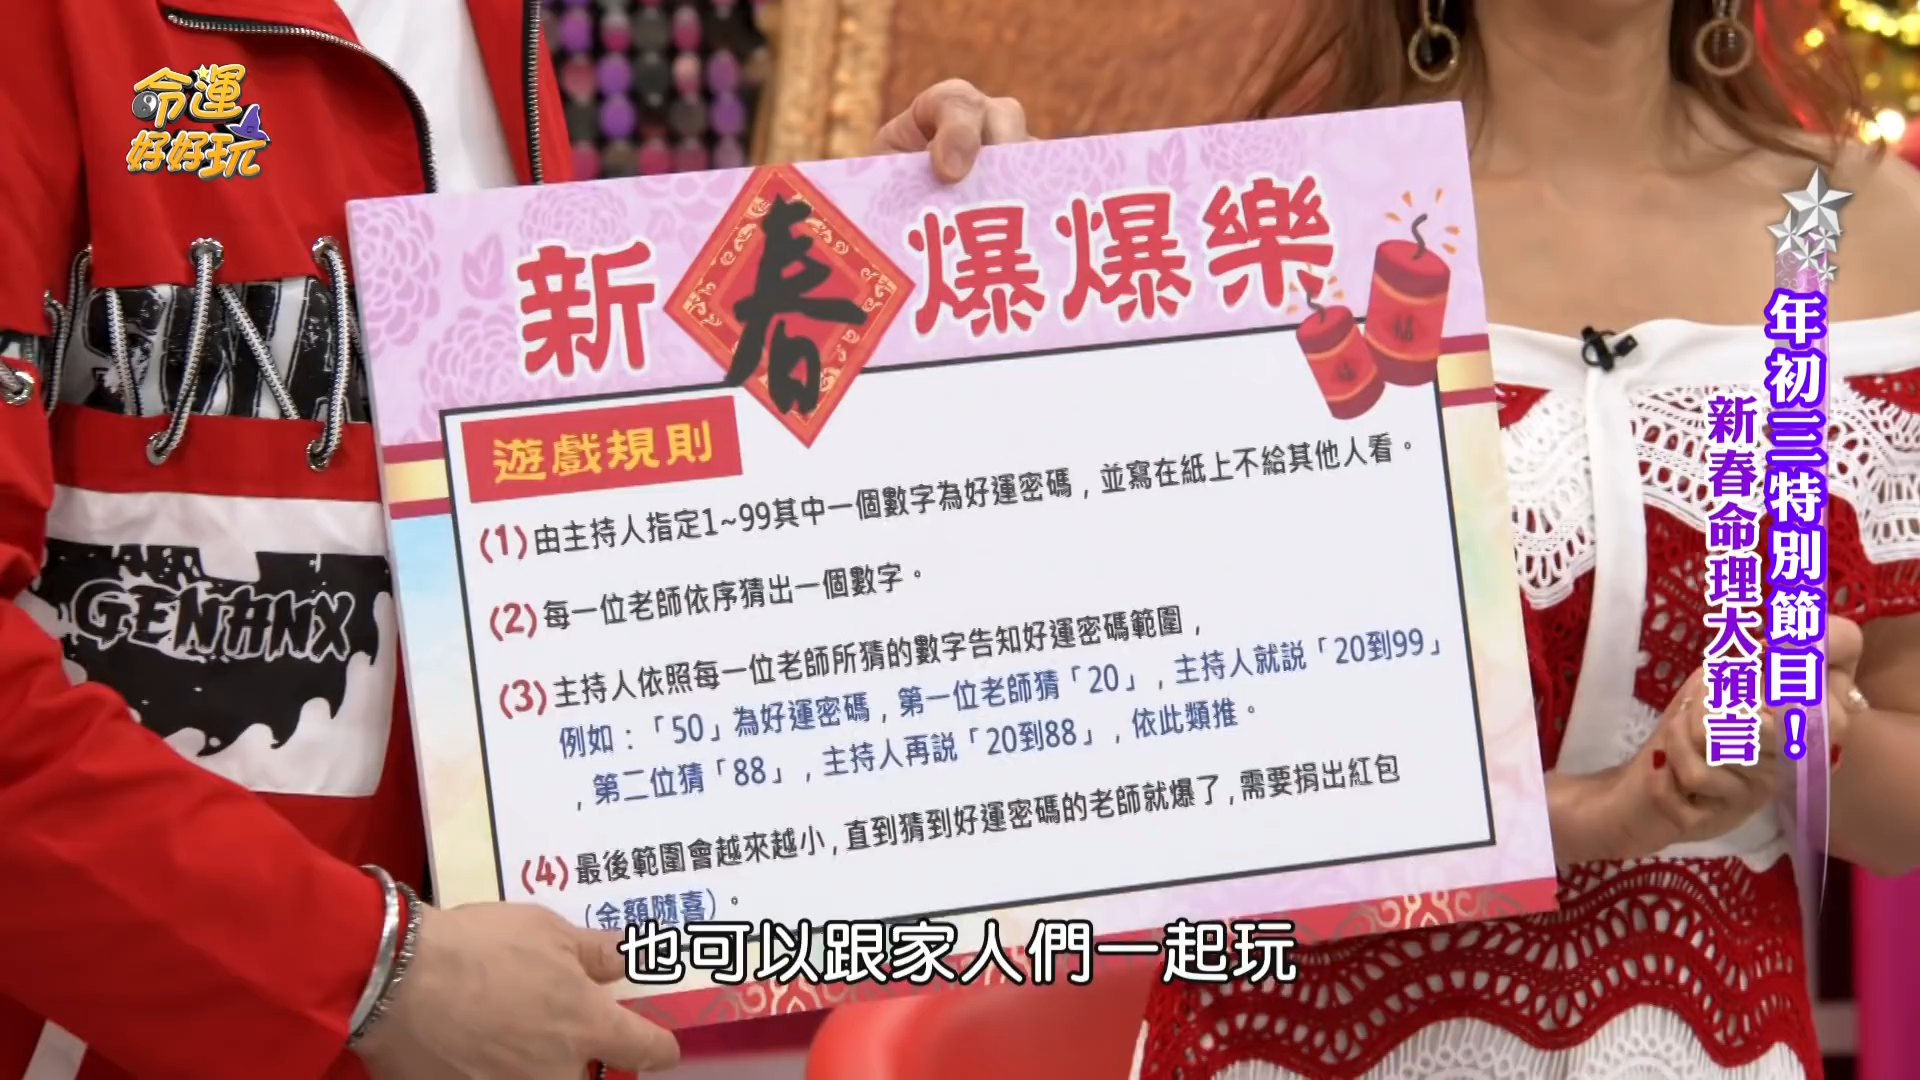 命運
好好玩
新春爆爆樂
遊戲規則
(1)由主持人指定1~99其中一個數字為好運密碼，並寫在紙上不給其他人看。
(2)每一位老師依序猜出一個數字。
(3)主持人依照每一位老師所猜的數字告知好運密碼範圍，
例如：「50」為好運密碼，第一位老師猜「20」，主持人就說「20到99」
，第二位猜「88」，主持人再說「20到88」，依此類推。
(4)最後範圍會越來越小，直到猜到好運密碼的老師就爆了，需要捐出紅包
（金額隨喜）。
GENANX
年初三特別節目！
新春命理大預言
也可以跟家人們一起玩